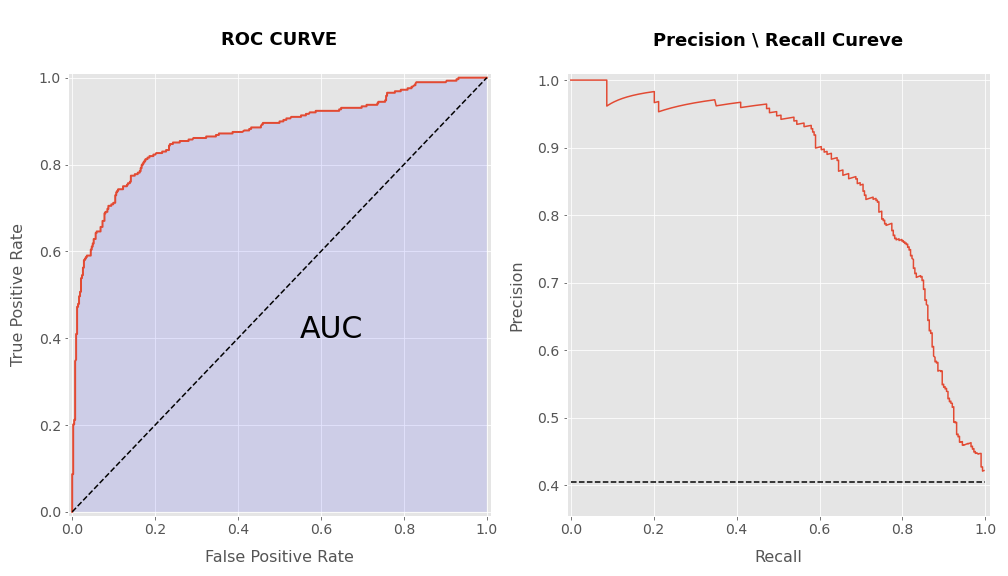 ROC CURVE
1.0
0.8
0.6
0.4
0.2
0.0
True Positive Rate
AUC
0.0 0.2 0.4 0.6 0.8 1.0
False Positive Rate
Precision \ Recall Cureve
1.0
0.9
0.8
0.7
0.6
0.5
0.4
Precision
0.0 0.2 0.4 0.6 0.8 1.0
Recall